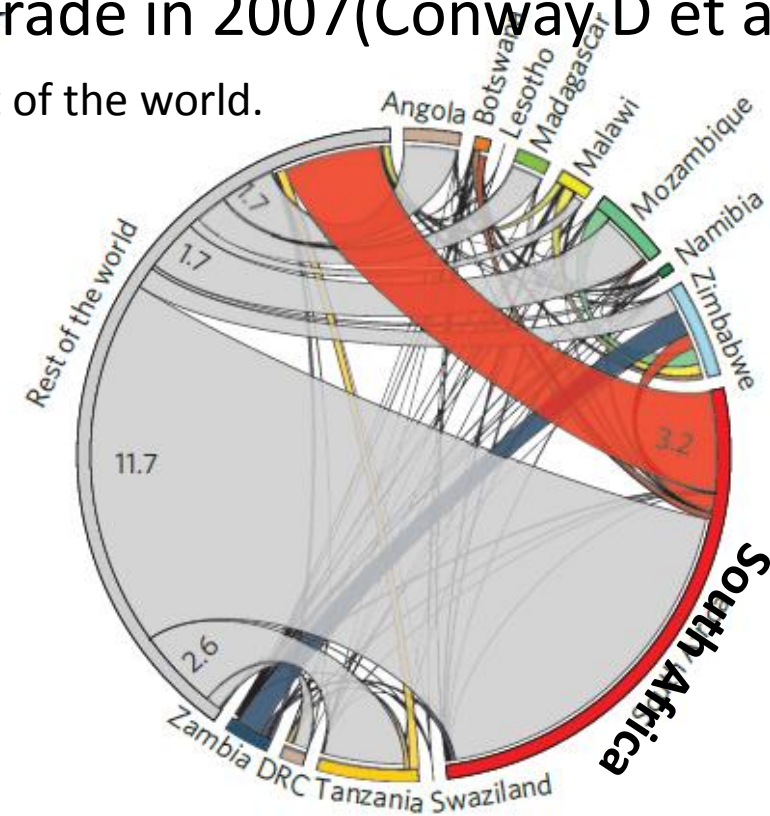 rade in 2007(Conway D et a
of the world.
Angola
Botswana
Lesotho
Madagascar
Malawi
Mozambique
Namibia
Zimbabwe
Rest of the world
1.7
1.7
3.2
11.7
2.6
South Africa
Zambia
DRC
Tanzania
Swaziland